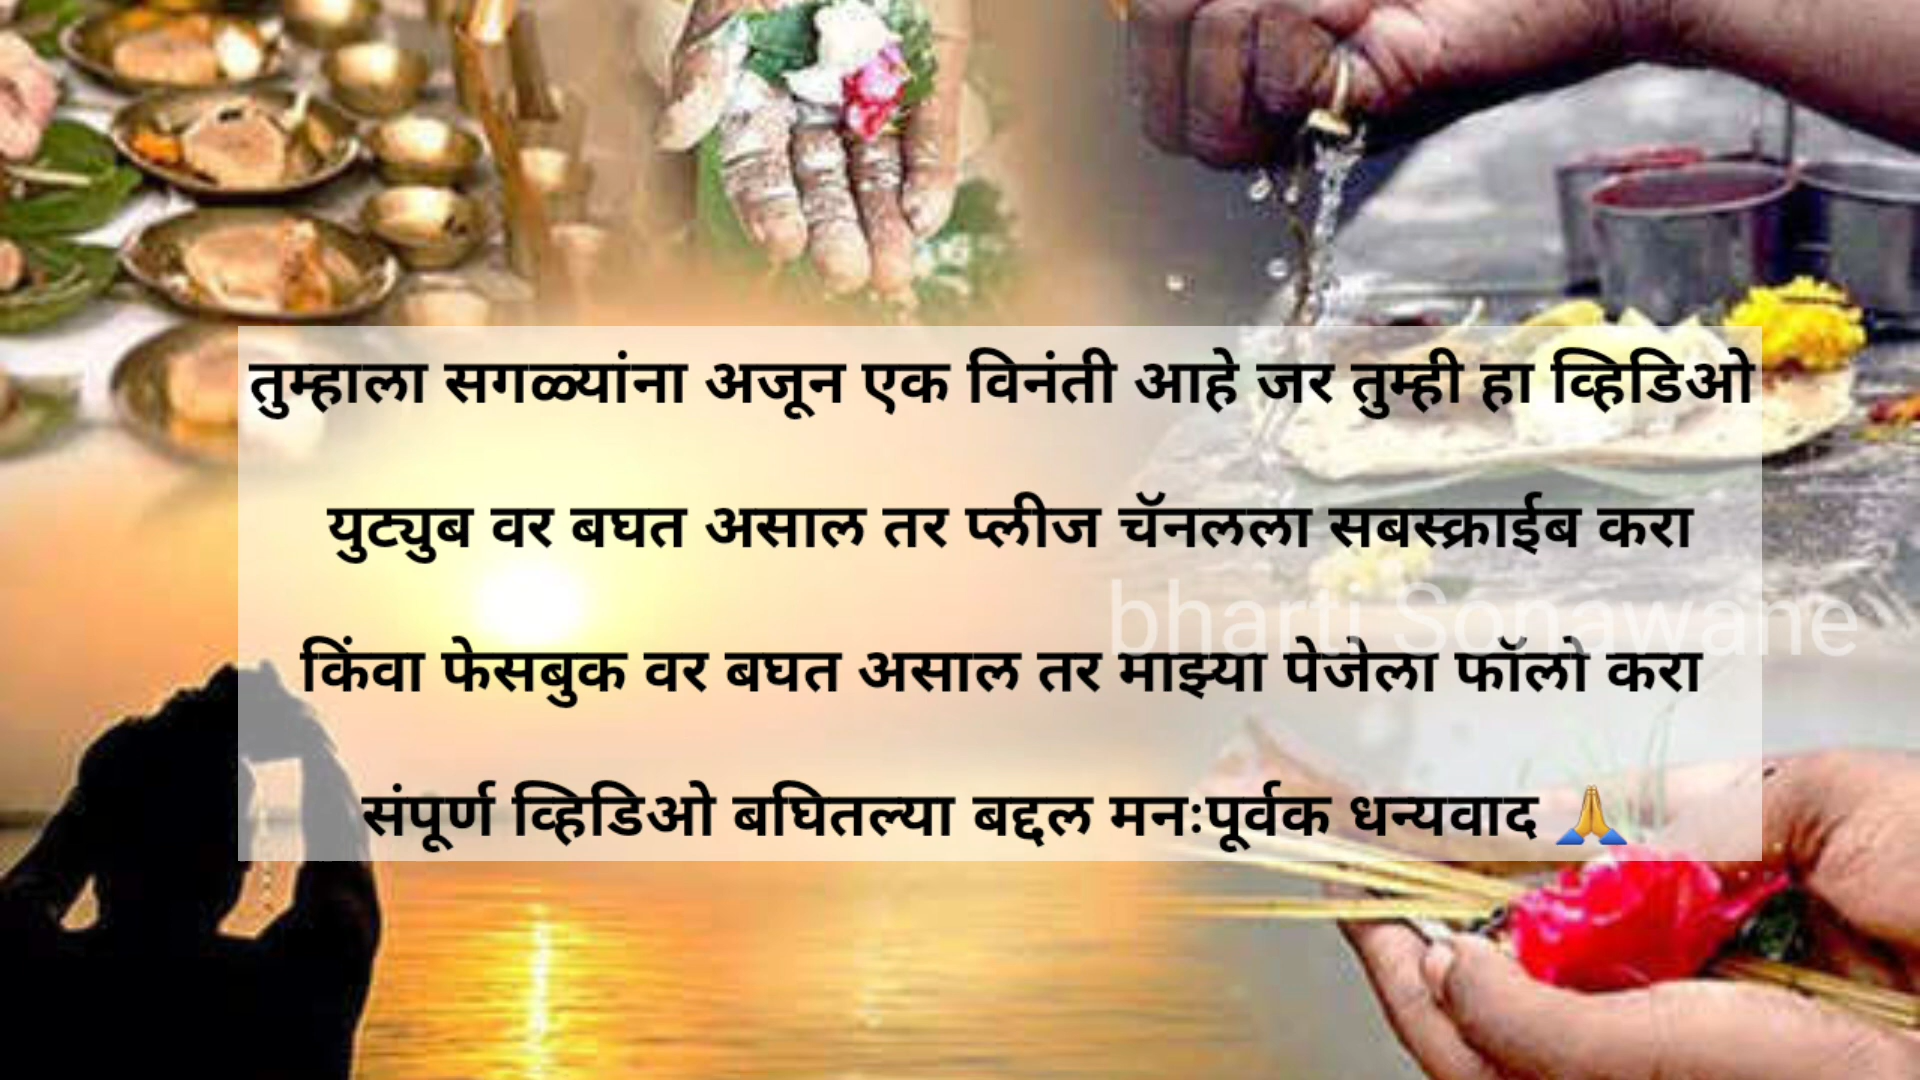 तुम्हाला सगळ्यांना अजून एक विनंती आहे जर तुम्ही हा व्हिडिओ
युट्युब वर बघत असाल तर प्लीज चॅनलला सबस्क्राईब करा
bharti Sonawane
किंवा फेसबुक वर बघत असाल तर माझ्या पेजेला फॉलो करा
संपूर्ण व्हिडिओ बघितल्या बद्दल मनःपूर्वक धन्यवाद 🙏